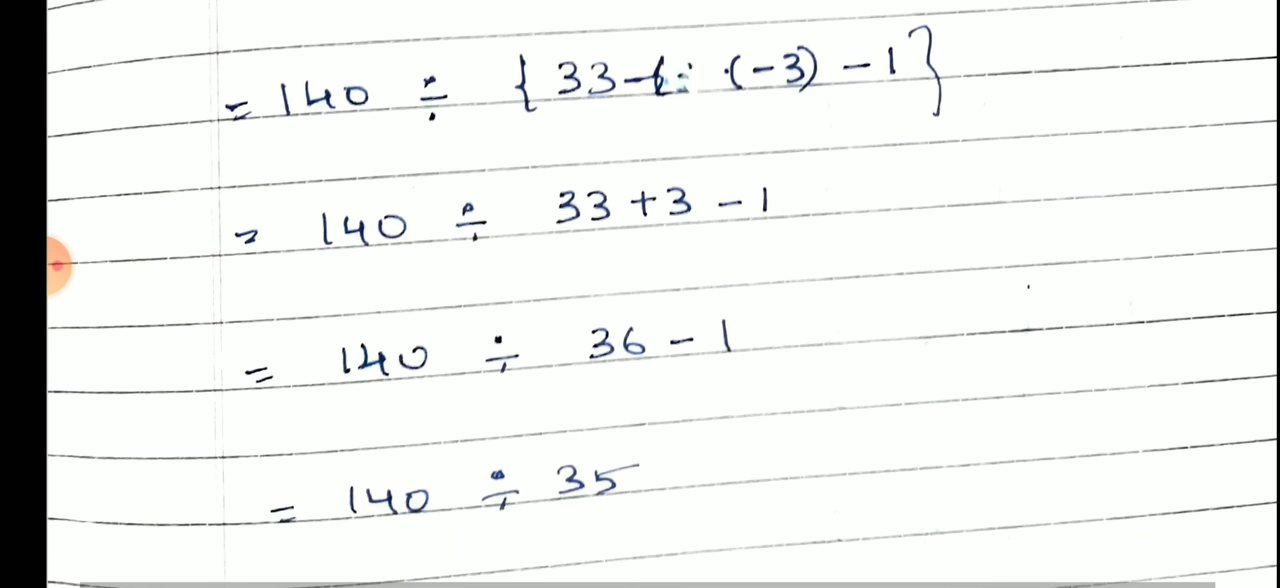 = 140 ÷ { 33 - (-3) - 1 }
= 140 ÷ 33 + 3 - 1
= 140 ÷ 36 - 1
= 140 ÷ 35